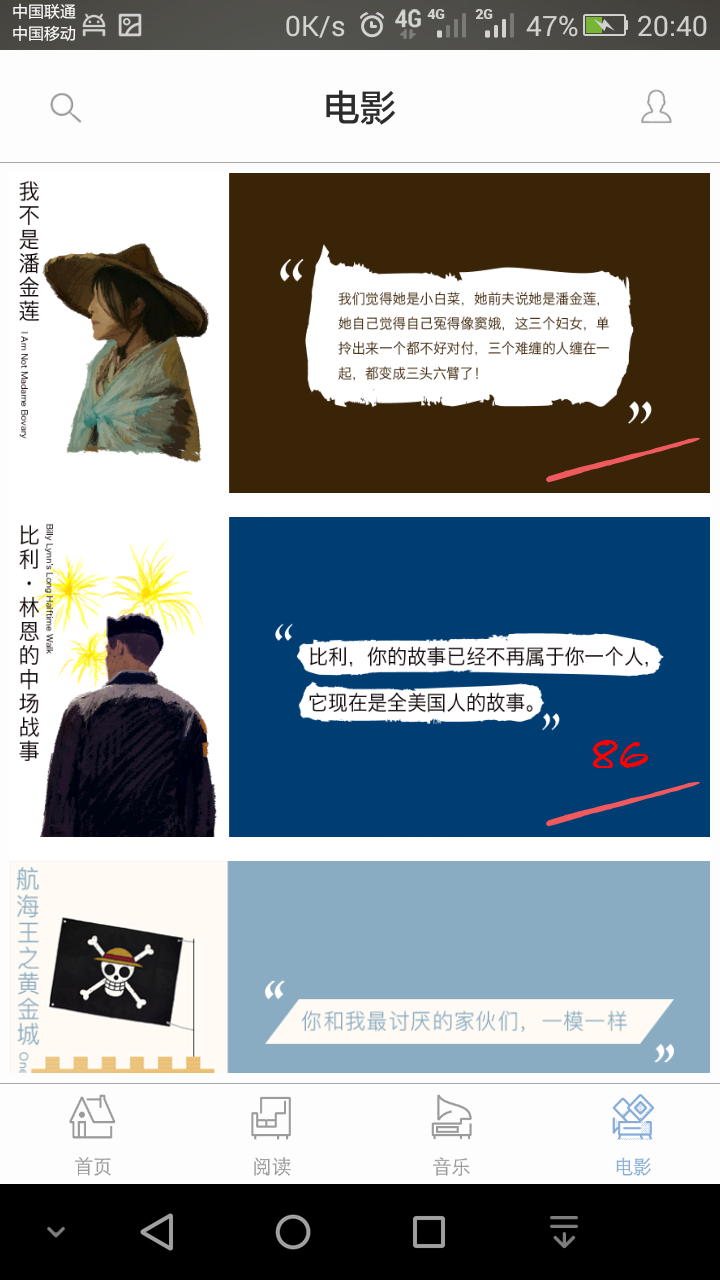 中国联通
中国移动
0K/s
4G
4G
2G
47%
20:40
电影
我不是潘金莲
I Am Not Madame Bovary
“
我们觉得她是小白菜，她前夫说她是潘金莲，
她自己觉得自己冤得像窦娥，这三个妇女，单
拎出来一个都不好对付，三个难缠的人缠在一
起，都变成三头六臂了！
”
比利·林恩的中场战事
Billy Lynn's Long Halftime Walk
“
比利，你的故事已经不再属于你一个人，
它现在是全美国人的故事。
”
86
航海王之黄金城
One
“
你和我最讨厌的家伙们，一模一样
”
首页
阅读
音乐
电影